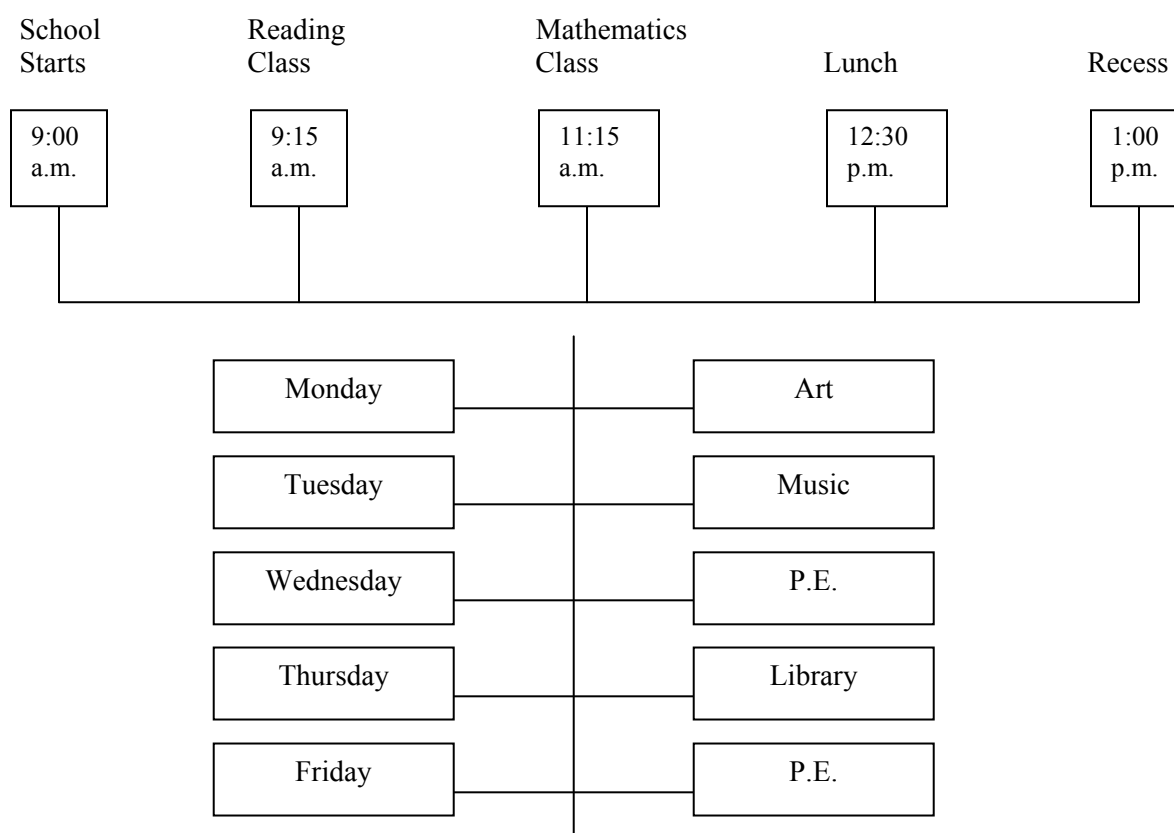 School
Starts
Reading
Class
Mathematics
Class
Lunch
Recess
9:00
a.m.
9:15
a.m.
11:15
a.m.
12:30
p.m.
1:00
p.m.
Monday
Art
Tuesday
Music
Wednesday
P.E.
Thursday
Library
Friday
P.E.